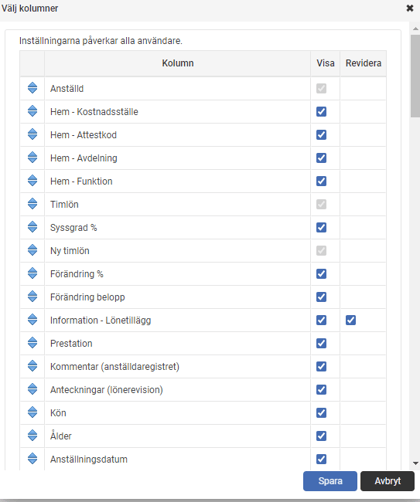 Välj kolumner
Inställningarna påverkar alla användare.
Kolumn Visa Revidera
Anställd
Hem - Kostnadsställe
Hem - Attestkod
Hem - Avdelning
Hem - Funktion
Timlön
Syssgrad %
Ny timlön
Förändring %
Förändring belopp
Information - Lönetillägg
Prestation
Kommentar (anställdaregistret)
Anteckningar (lönerevision)
Kön
Ålder
Anställningsdatum
Spara Avbryt